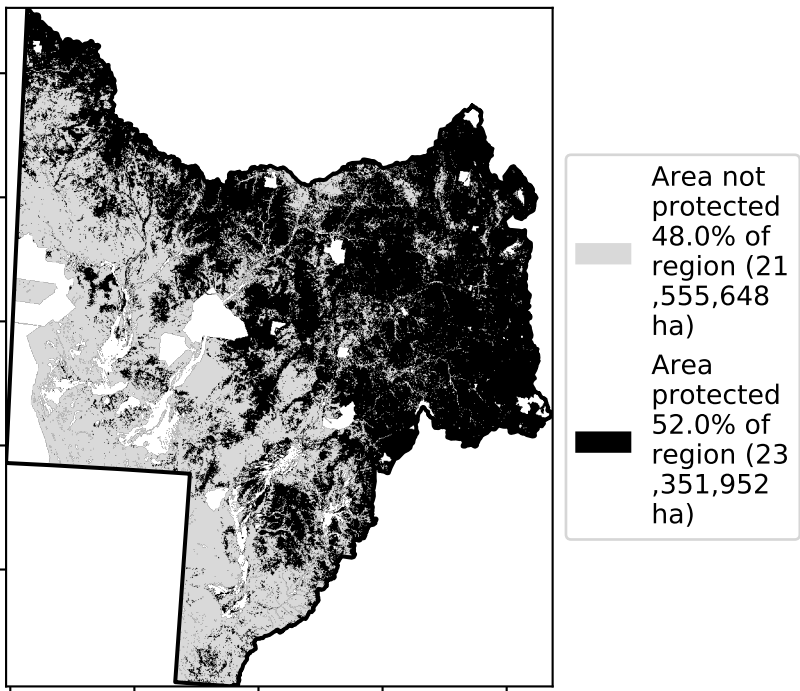 Area not
protected
48.0% of
region (21
,555,648
ha)
Area
protected
52.0% of
region (23
,351,952
ha)